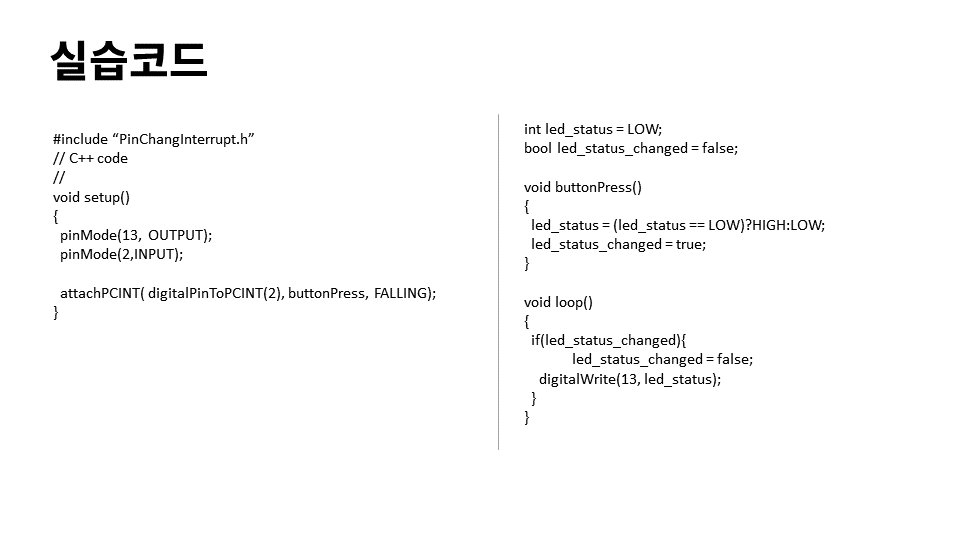 실습코드
#include “PinChangInterrupt.h”
// C++ code
//
void setup()
{
  pinMode(13, OUTPUT);
  pinMode(2,INPUT);

  attachPCINT( digitalPinToPCINT(2), buttonPress, FALLING);
}
int led_status = LOW;
bool led_status_changed = false;

void buttonPress()
{
  led_status = (led_status == LOW)?HIGH:LOW;
  led_status_changed = true;
}

void loop()
{
  if(led_status_changed){
        led_status_changed = false;
    digitalWrite(13, led_status);
  }
}